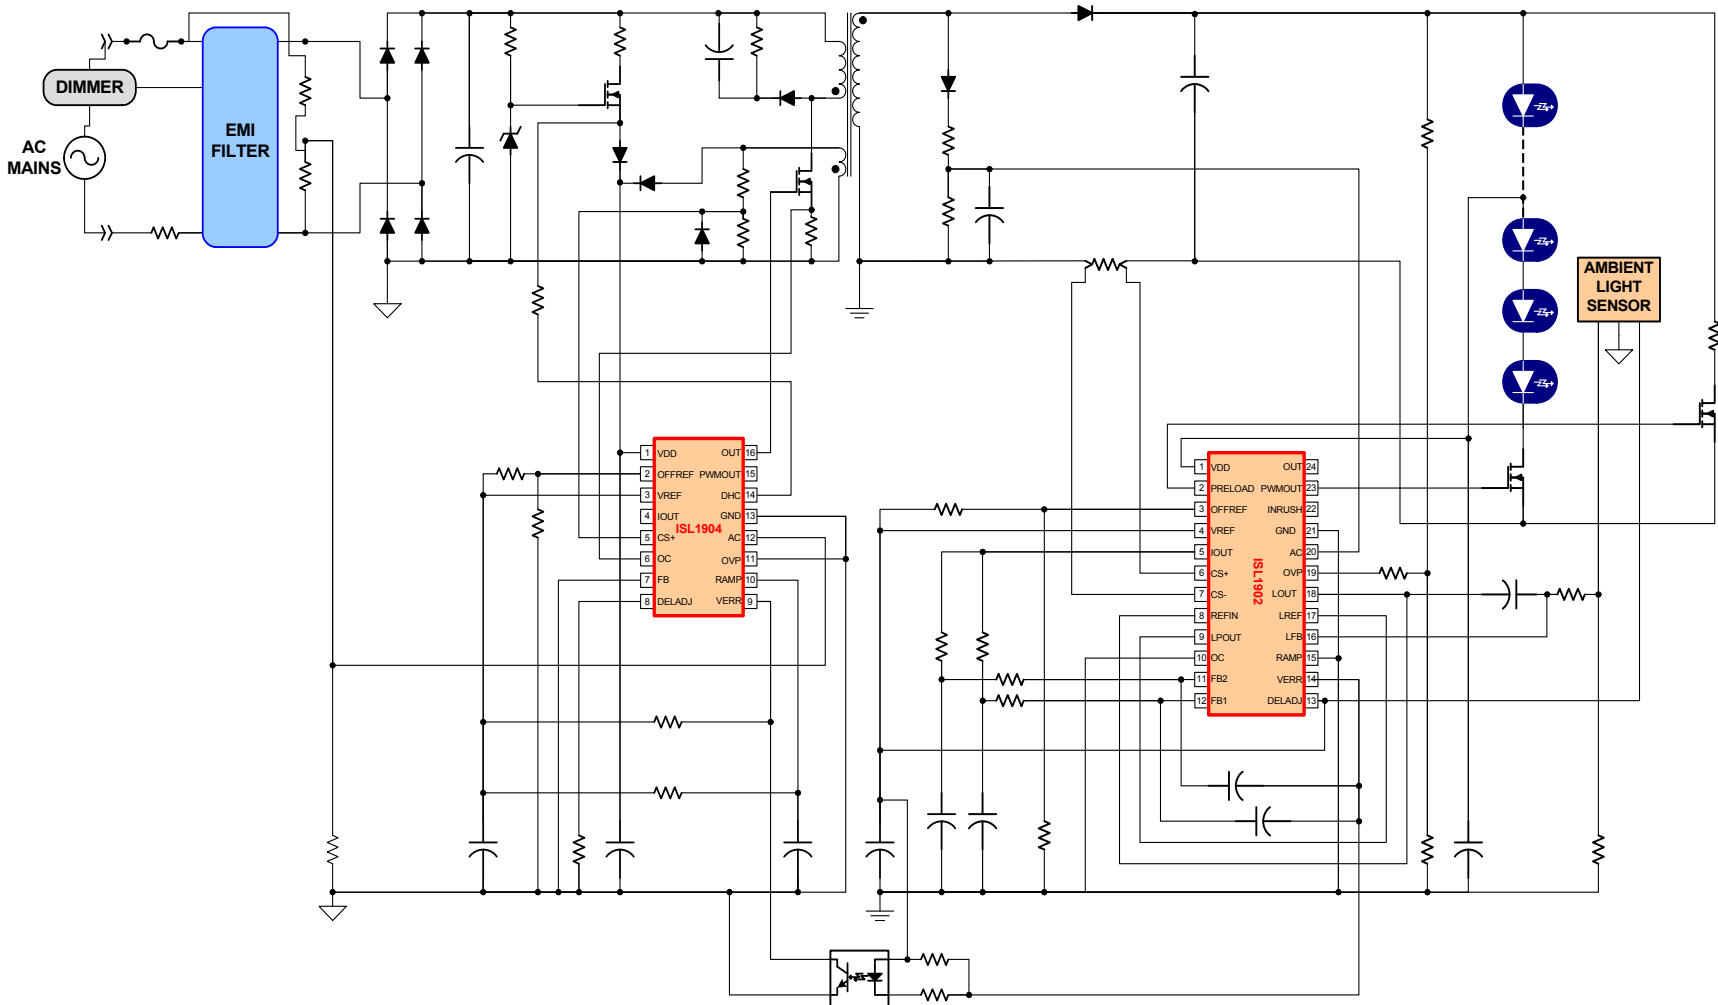 DIMMER
AC
MAINS
EMI
FILTER
AMBIENT
LIGHT
SENSOR
1 VDD OUT 16
2 OFFREF PWMOUT 15
3 VREF DHC 14
4 IOUT GND 13
ISL1904
5 CS+ AC 12
6 OC OVP 11
7 FB RAMP 10
8 DELADJ VERR 9
1 VDD OUT 24
2 PRELOAD PWMOUT 23
3 OFFREF INRUSH 22
4 VREF GND 21
5 IOUT AC 20
6 CS+ OVP 19
7 CS- LOUT 18
8 REFIN LREF 17
9 LPOUT LFB 16
10 OC RAMP 15
11 FB2 VERR 14
12 FB1 DELADJ 13
ISL1902